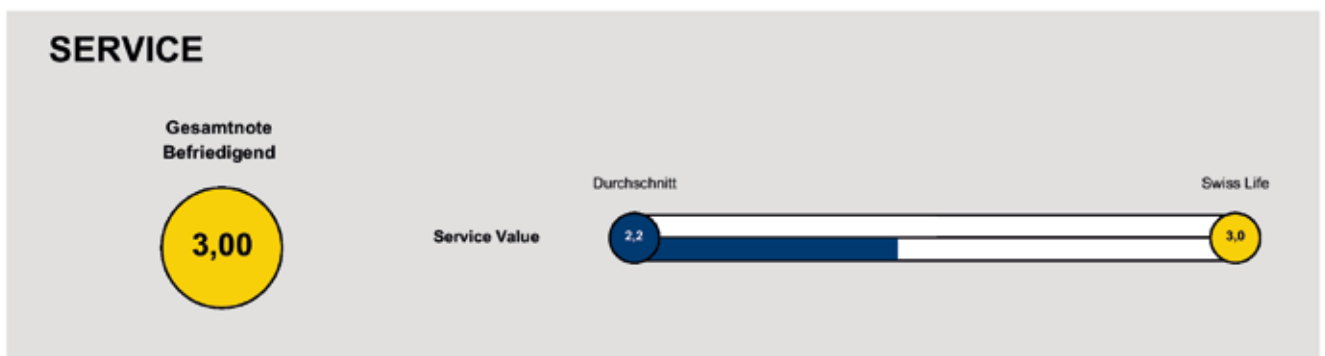 SERVICE
Gesamtnote
Befriedigend
3,00
Durchschnitt
Swiss Life
Service Value
2,2
3,0